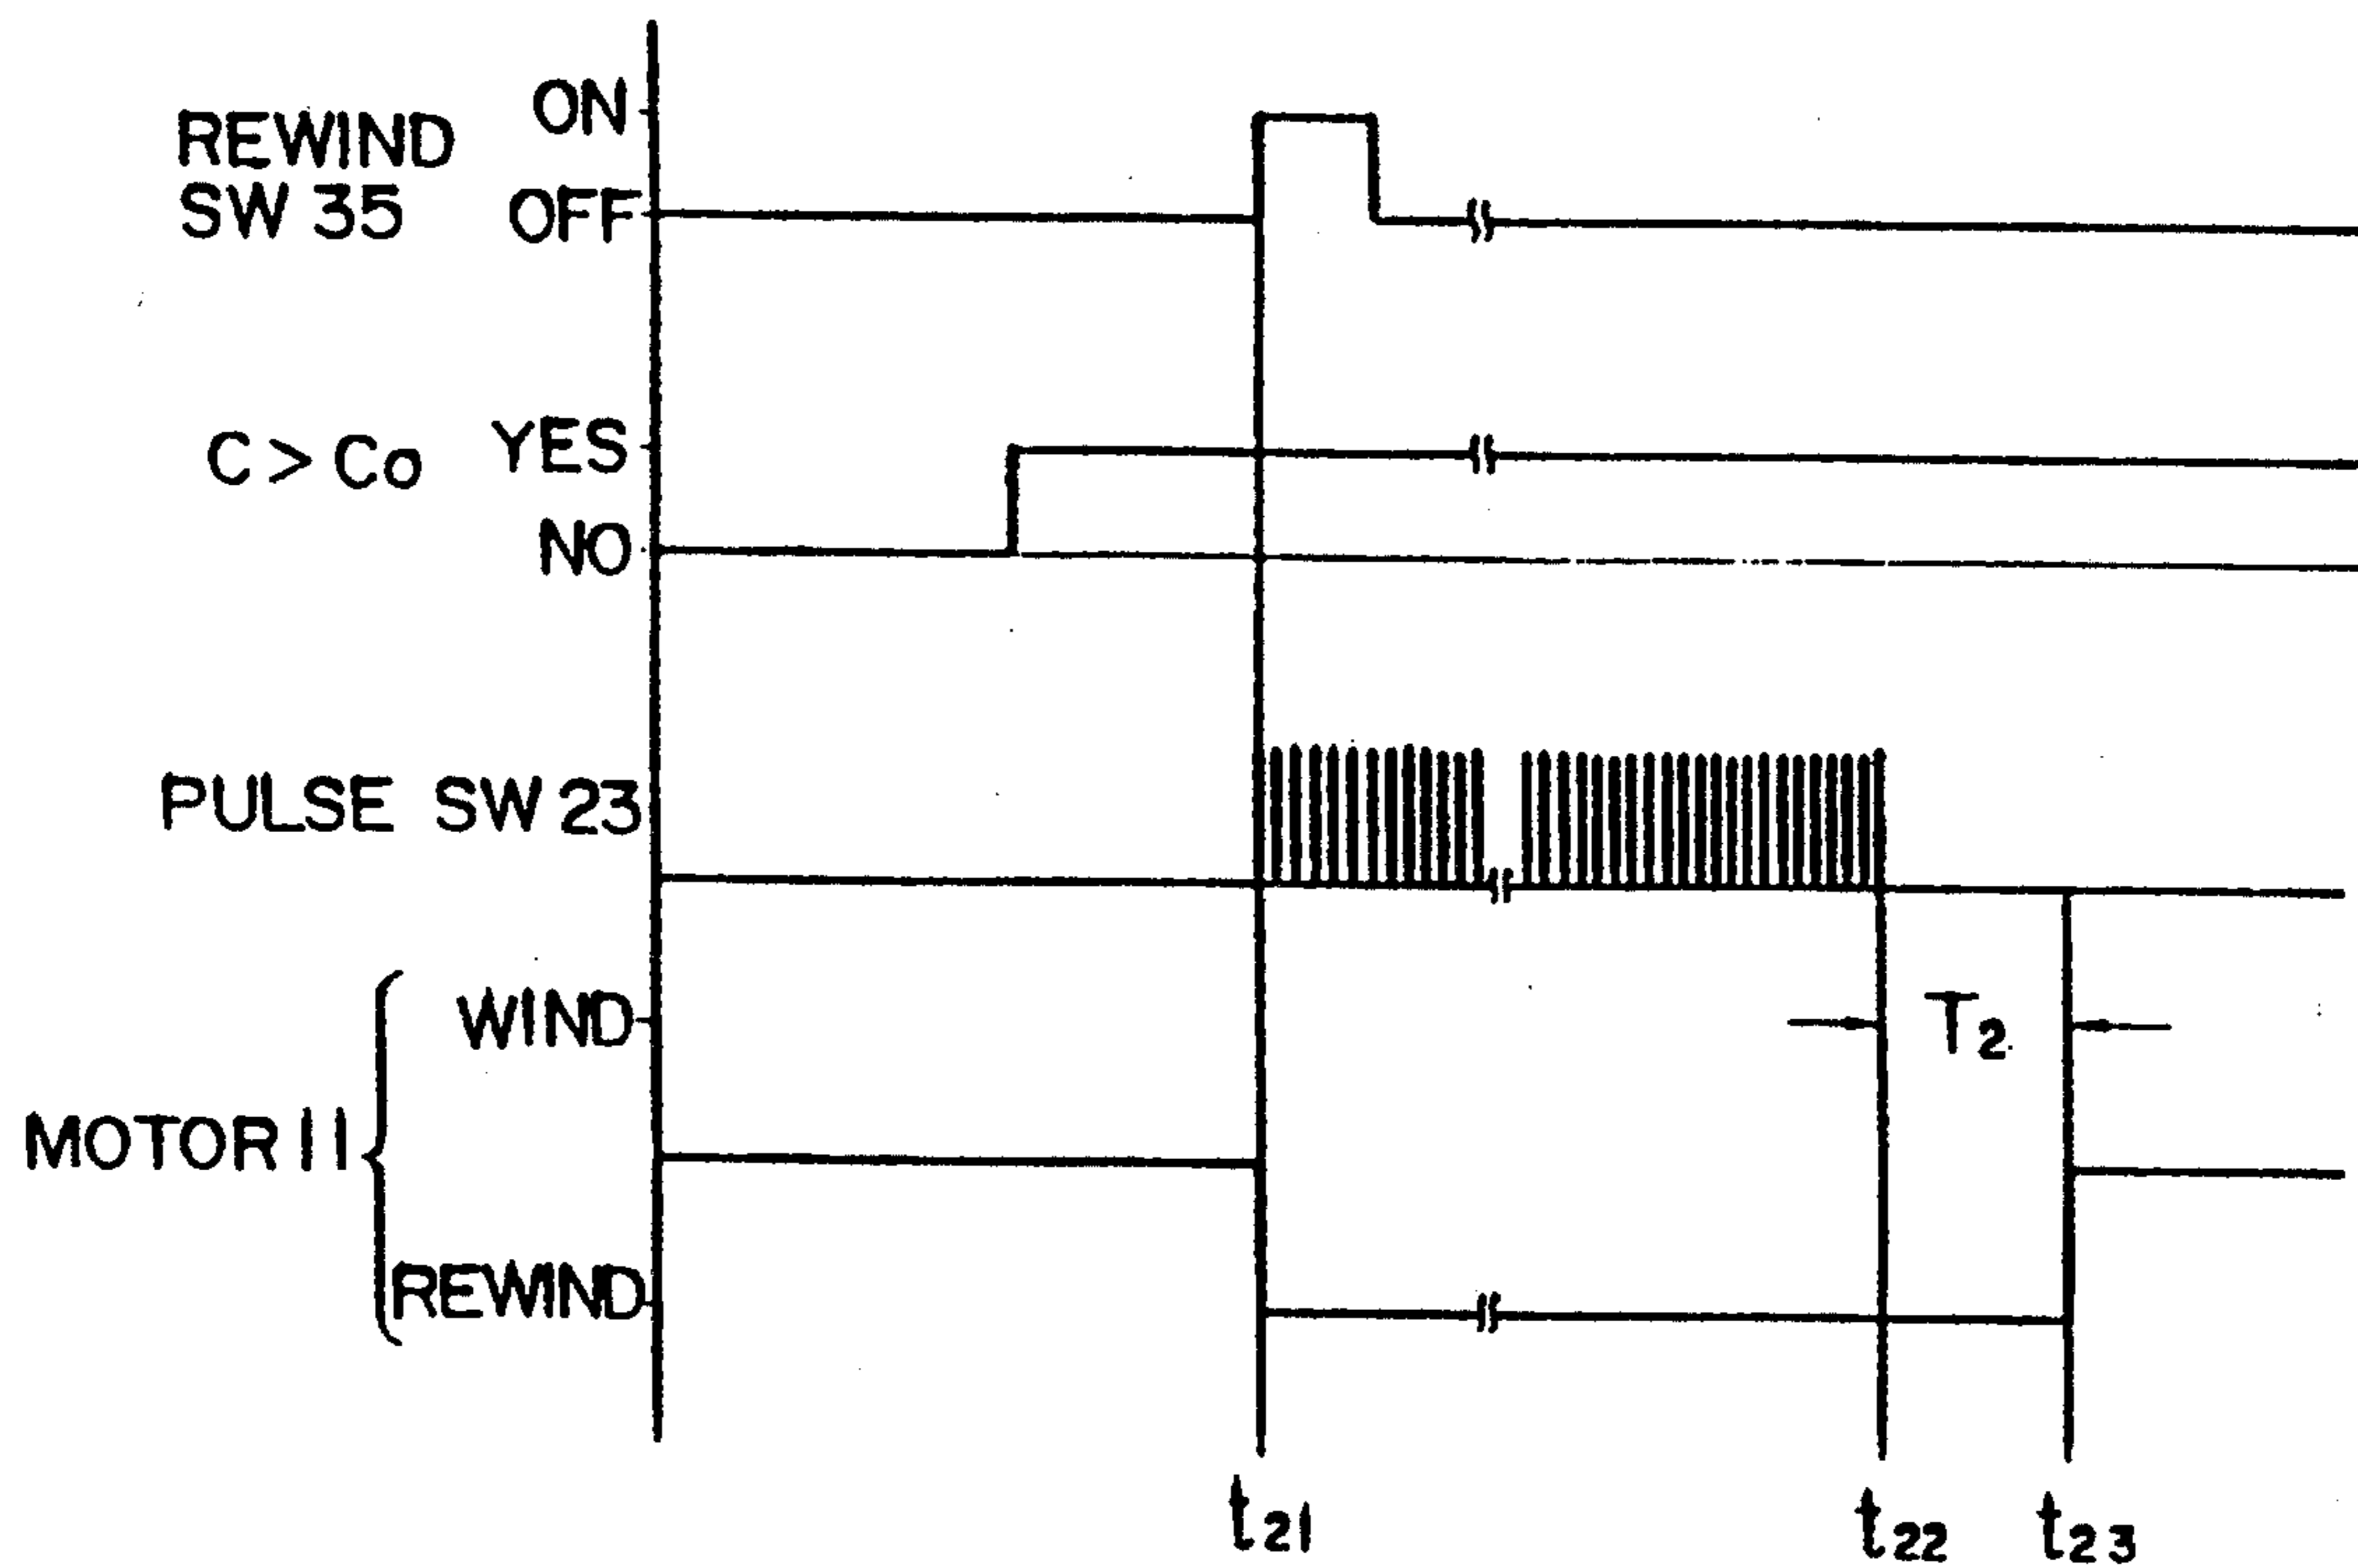 ON
REWIND
SW 35
OFF
YES
C > Co
NO
PULSE SW 23
WIND
T2
MOTOR 11
REWIND
t21
t22
t23